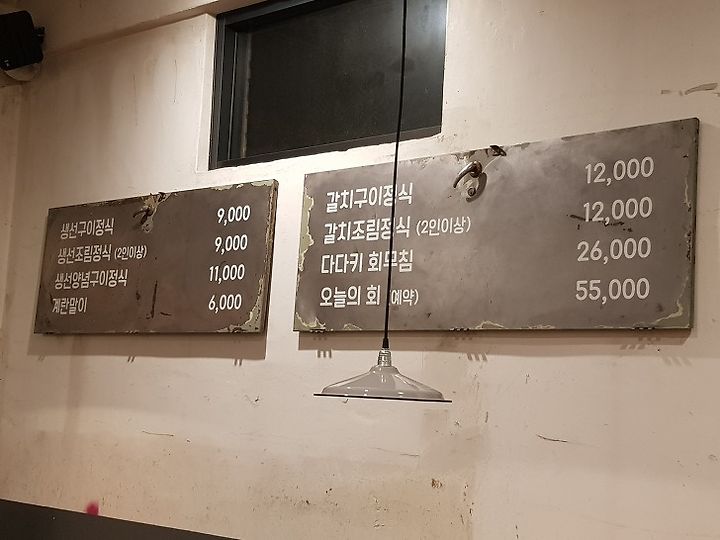 생선구이정식 9,000
생선조림정식 (2인이상) 9,000
생선양념구이정식 11,000
계란말이 6,000
갈치구이정식 12,000
갈치조림정식 (2인이상) 12,000
다다키 회무침 26,000
오늘의 회 (예약) 55,000